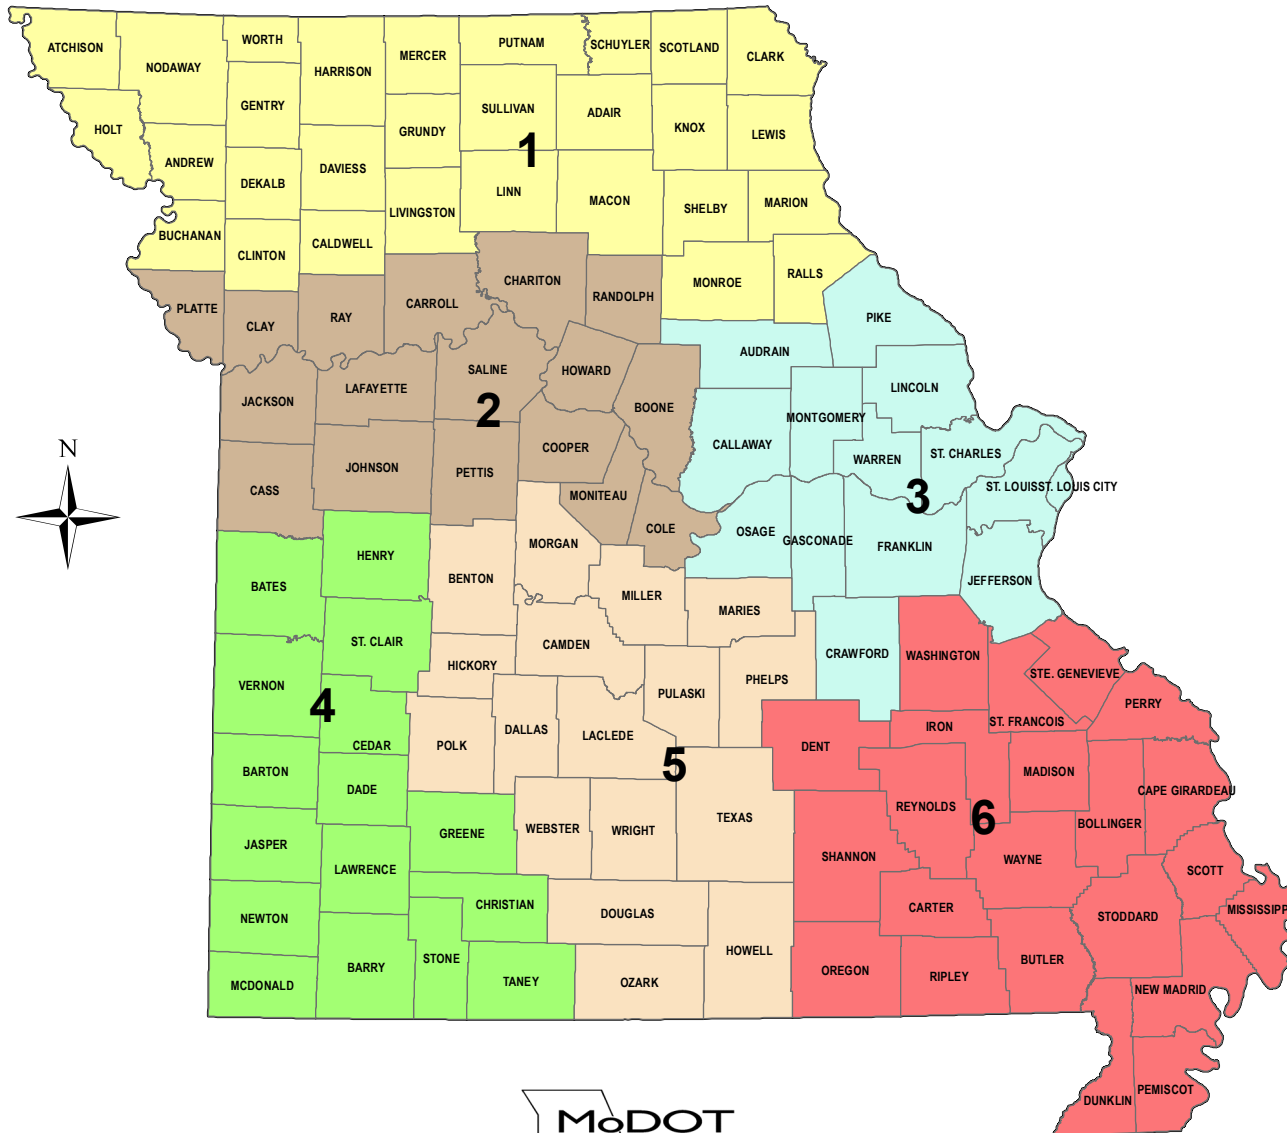 ATCHISON
NODAWAY
WORTH
HARRISON
MERCER
PUTNAM
SCHUYLER
SCOTLAND
CLARK
HOLT
GENTRY
SULLIVAN
ADAIR
KNOX
LEWIS
GRUNDY
1
ANDREW
DEKALB
DAVIESS
LINN
MACON
SHELBY
MARION
LIVINGSTON
BUCHANAN
CLINTON
CALDWELL
CHARITON
MONROE
RALLS
PLATTE
CLAY
RAY
CARROLL
RANDOLPH
PIKE
AUDRAIN
SALINE
HOWARD
LINCOLN
JACKSON
LAFAYETTE
2
BOONE
MONTGOMERY
CALLAWAY
COOPER
WARREN
ST. CHARLES
N
CASS
JOHNSON
PETTIS
MONITEAU
3
ST. LOUIS
ST. LOUIS CITY
COLE
OSAGE
GASCONADE
FRANKLIN
HENRY
MORGAN
BENTON
BATES
MILLER
MARIES
JEFFERSON
ST. CLAIR
CAMDEN
CRAWFORD
WASHINGTON
HICKORY
VERNON
4
PULASKI
PHELPS
STE. GENEVIEVE
PERRY
CEDAR
POLK
DALLAS
LACLEDE
IRON
ST. FRANCOIS
DENT
BARTON
DADE
5
MADISON
CAPE GIRARDEAU
REYNOLDS
6
BOLLINGER
JASPER
GREENE
WEBSTER
WRIGHT
TEXAS
LAWRENCE
SHANNON
WAYNE
SCOTT
NEWTON
CHRISTIAN
DOUGLAS
CARTER
STODDARD
MISSISSIPP
BARRY
STONE
TANEY
OZARK
HOWELL
OREGON
RIPLEY
BUTLER
MCDONALD
NEW MADRID
DUNKLIN
PEMISCOT
MoDOT